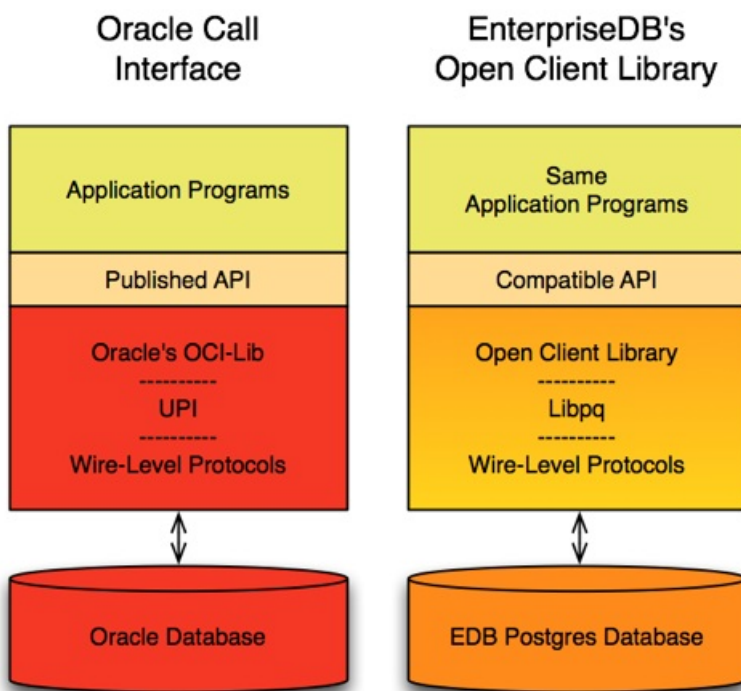 Oracle Call
Interface
Application Programs
Published API
Oracle's OCI-Lib
----------
UPI
----------
Wire-Level Protocols
Oracle Database
EnterpriseDB's
Open Client Library
Same
Application Programs
Compatible API
Open Client Library
----------
Libpq
----------
Wire-Level Protocols
EDB Postgres Database